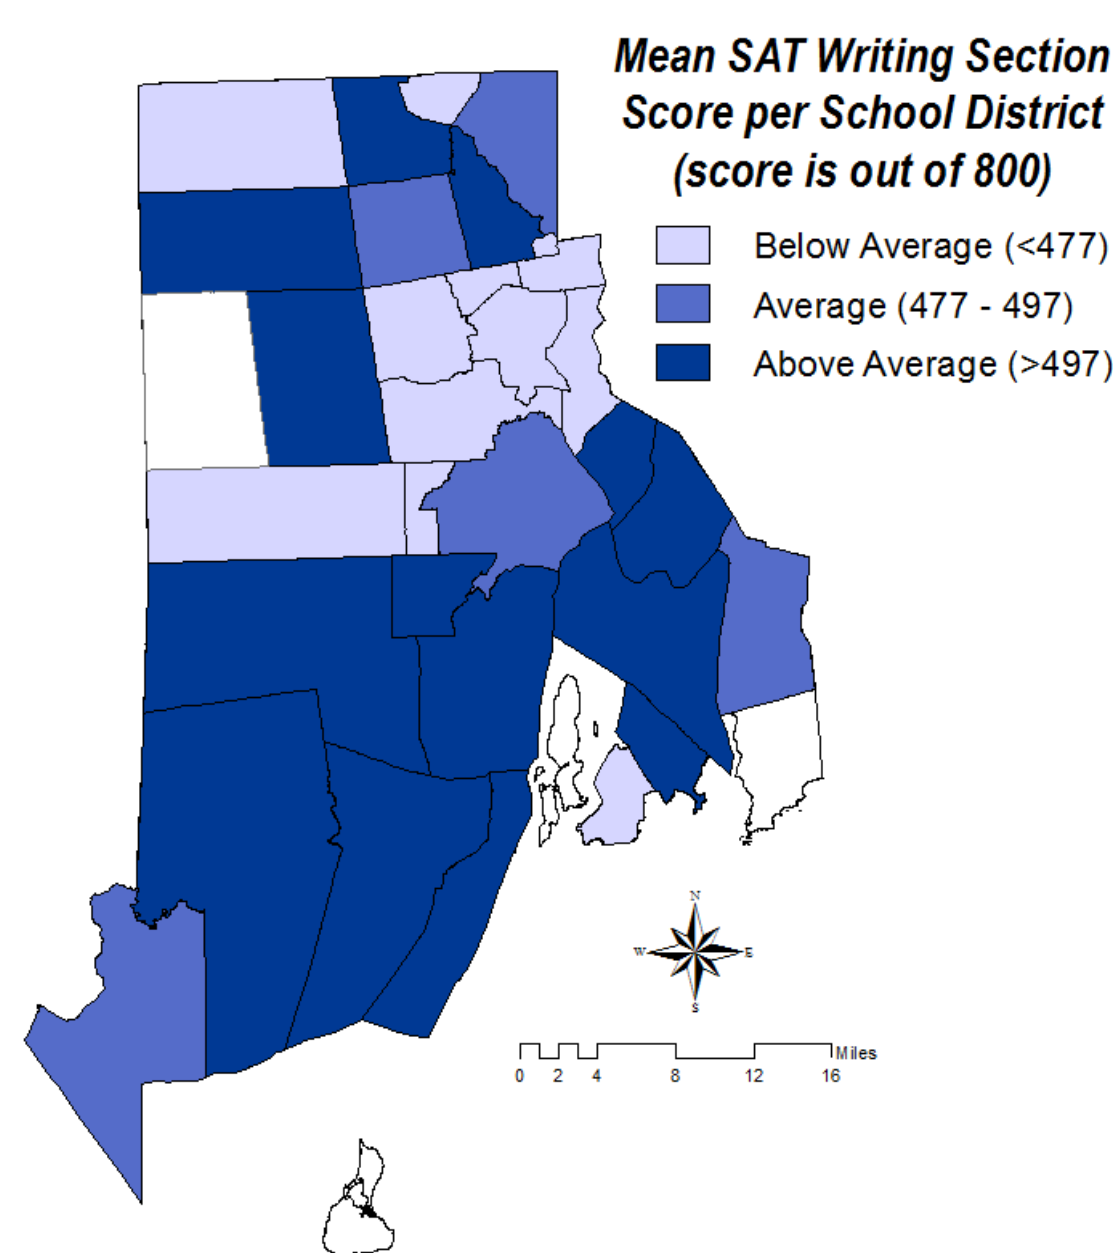 Mean SAT Writing Section
Score per School District
(score is out of 800)
Below Average (<477)
Average (477 - 497)
Above Average (>497)
N
W E
S
Miles
0 2 4 8 12 16